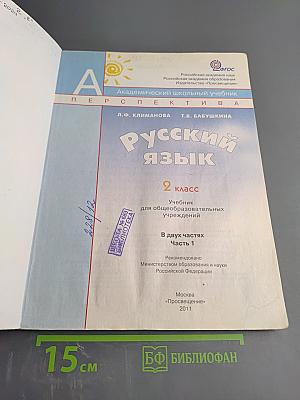 ФГОС
Российская академия наук
Российская академия образования
Издательство «Просвещение»
А
Академический школьный учебник
ПЕРСПЕКТИВА
Л.Ф. КЛИМАНОВА Т.В. БАБУШКИНА
Русский
язык
2 класс
Учебник
для общеобразовательных
учреждений
В двух частях
Часть 1
Рекомендовано
Министерством образования и науки
Российской Федерации
Москва
«Просвещение»
2011
БИБЛИОТЕКА
15 см
БФ БИБЛИОФАН